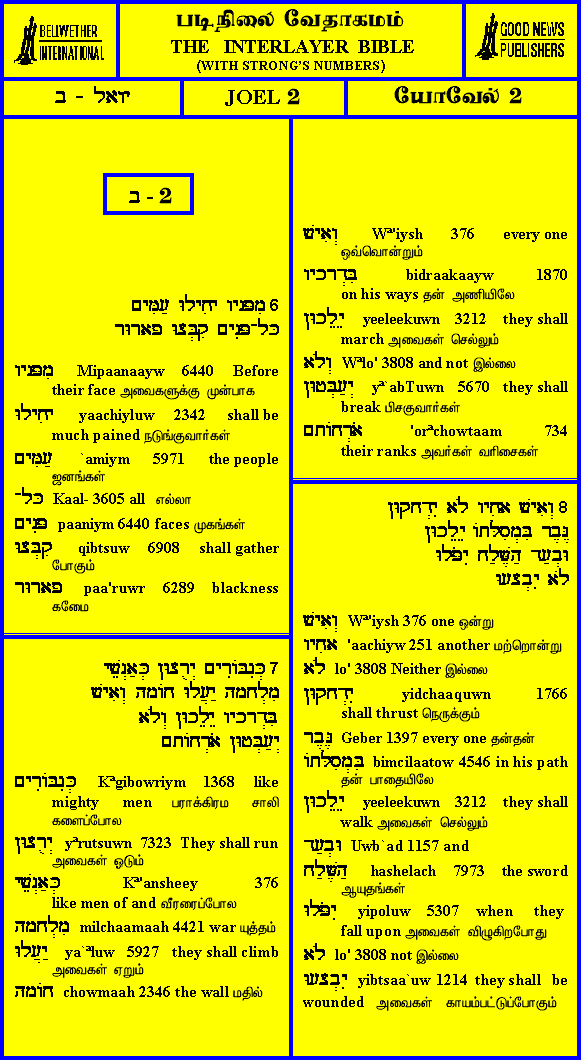 BELLWETHER
INTERNATIONAL
படிநிலை வேதாகமம்
THE INTERLAYER BIBLE
(WITH STRONG'S NUMBERS)
GOOD NEWS
PUBLISHERS
יואל - ב
JOEL 2
யோவேல் 2
ב - 2
6 מִפָּנָיו יָחִילוּ עַמִּים
כָּל-פָּנִים קִבְּצוּ פָארוּר
מִפָּנָיו Mipaanaayw 6440 Before
their face அவைகளுக்கு முன்பாக
יָחִילוּ yaachiyluw 2342 shall be
much pained நடுங்குவார்கள்
עַמִּים `amiym 5971 the people
ஜனங்கள்
כָּל- Kaal- 3605 all எல்லா
פָּנִים paaniym 6440 faces முகங்கள்
קִבְּצוּ qibtsuw 6908 shall gather
போகும்
פָארוּר paa'ruwr 6289 blackness
கருமை
7 כְּגִבּוֹרִים יְרֻצוּן כְּאַנְשֵׁי
מִלְחָמָה יַעֲלוּ חוֹמָה וְאִישׁ
בִּדְרָכָיו יֵלֵכוּן וְלֹא
יְעַבְּטוּן אֹרְחוֹתָם
כְּגִבּוֹרִים Kªgibowriym 1368 like
mighty men பராக்கிரம சாலி
களைப்போல
יְרֻצוּן yªrutsuwn 7323 They shall run
அவைகள் ஓடும்
כְּאַנְשֵׁי Kª'ansheey 376
like men of and வீரரைப்போல
מִלְחָמָה milchaamaah 4421 war யுத்தம்
יַעֲלוּ ya`ªluw 5927 they shall climb
அவைகள் ஏறும்
חוֹמָה chowmaah 2346 the wall மதில்
וְאִישׁ Wª'iysh 376 every one
ஒவ்வொன்றும்
בִּדְרָכָיו bidraakaayw 1870
on his ways தன் அணியிலே
יֵלֵכוּן yeeleekuwn 3212 they shall
march அவைகள் செல்லும்
וְלֹא Wªlo' 3808 and not இல்லை
יְעַבְּטוּן yª`abTuwn 5670 they shall
break பிசகுவார்கள்
אֹרְחוֹתָם 'orªchowtaam 734
their ranks அவர்கள் வரிசைகள்
8 וְאִישׁ אָחִיו לֹא יִדְחָקוּן
גֶּבֶר בִּמְסִלָּתוֹ יֵלֵכוּן
וּבְעַד הַשֶּׁלַח יִפֹּלוּ
לֹא יִבְצָעוּ
וְאִישׁ Wª'iysh 376 one ஒன்று
אָחִיו 'aachiyw 251 another மற்றொன்று
לֹא lo' 3808 Neither இல்லை
יִדְחָקוּן yidchaaquwn 1766
shall thrust நெருக்கும்
גֶּבֶר Geber 1397 every one தன்தன்
בִּמְסִלָּתוֹ bimcilaatow 4546 in his path
தன் பாதையிலே
יֵלֵכוּן yeeleekuwn 3212 they shall
walk அவைகள் செல்லும்
וּבְעַד Uwb`ad 1157 and
הַשֶּׁלַח hashelach 7973 the sword
ஆயுதங்கள்
יִפֹּלוּ yipoluw 5307 when they
fall upon அவைகள் விழுகிறபோது
לֹא lo' 3808 not இல்லை
יִבְצָעוּ yibtsaa`uw 1214 they shall be
wounded அவைகள் காயம்பட்டுப்போகும்